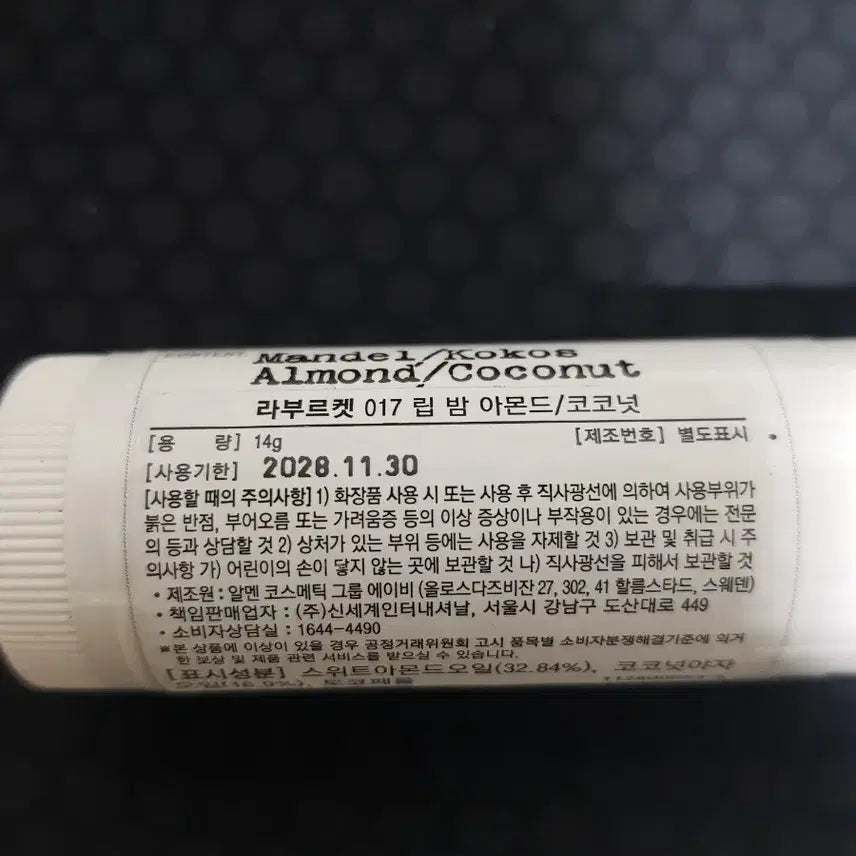 CONTENT
Mandel/Kokos
Almond/Coconut
라부르켓 017 립 밤 아몬드/코코넛
[용 량] 14g [제조번호] 별도표시
[사용기한] 2028.11.30
[사용할 때의 주의사항] 1) 화장품 사용 시 또는 사용 후 직사광선에 의하여 사용부위가
붉은 반점, 부어오름 또는 가려움증 등의 이상 증상이나 부작용이 있는 경우에는 전문
의 등과 상담할 것 2) 상처가 있는 부위 등에는 사용을 자제할 것 3) 보관 및 취급 시 주
의사항 가) 어린이의 손이 닿지 않는 곳에 보관할 것 나) 직사광선을 피해서 보관할 것
• 제조원 : 알멘 코스메틱 그룹 에이비 (울로스다즈비잔 27, 302, 41 할름스타드, 스웨덴)
• 책임판매업자 : (주)신세계인터내셔날, 서울시 강남구 도산대로 449
• 소비자상담실 : 1644-4490
※본 상품에 이상이 있을 경우 공정거래위원회 고시 품목별 소비자분쟁해결기준에 의거
한 보상 및 제품 관련 서비스를 받으실 수 있습니다.
[표시성분] 스위트아몬드오일(32.84%), 코코넛야자
오일(16.9%), 토코페롤